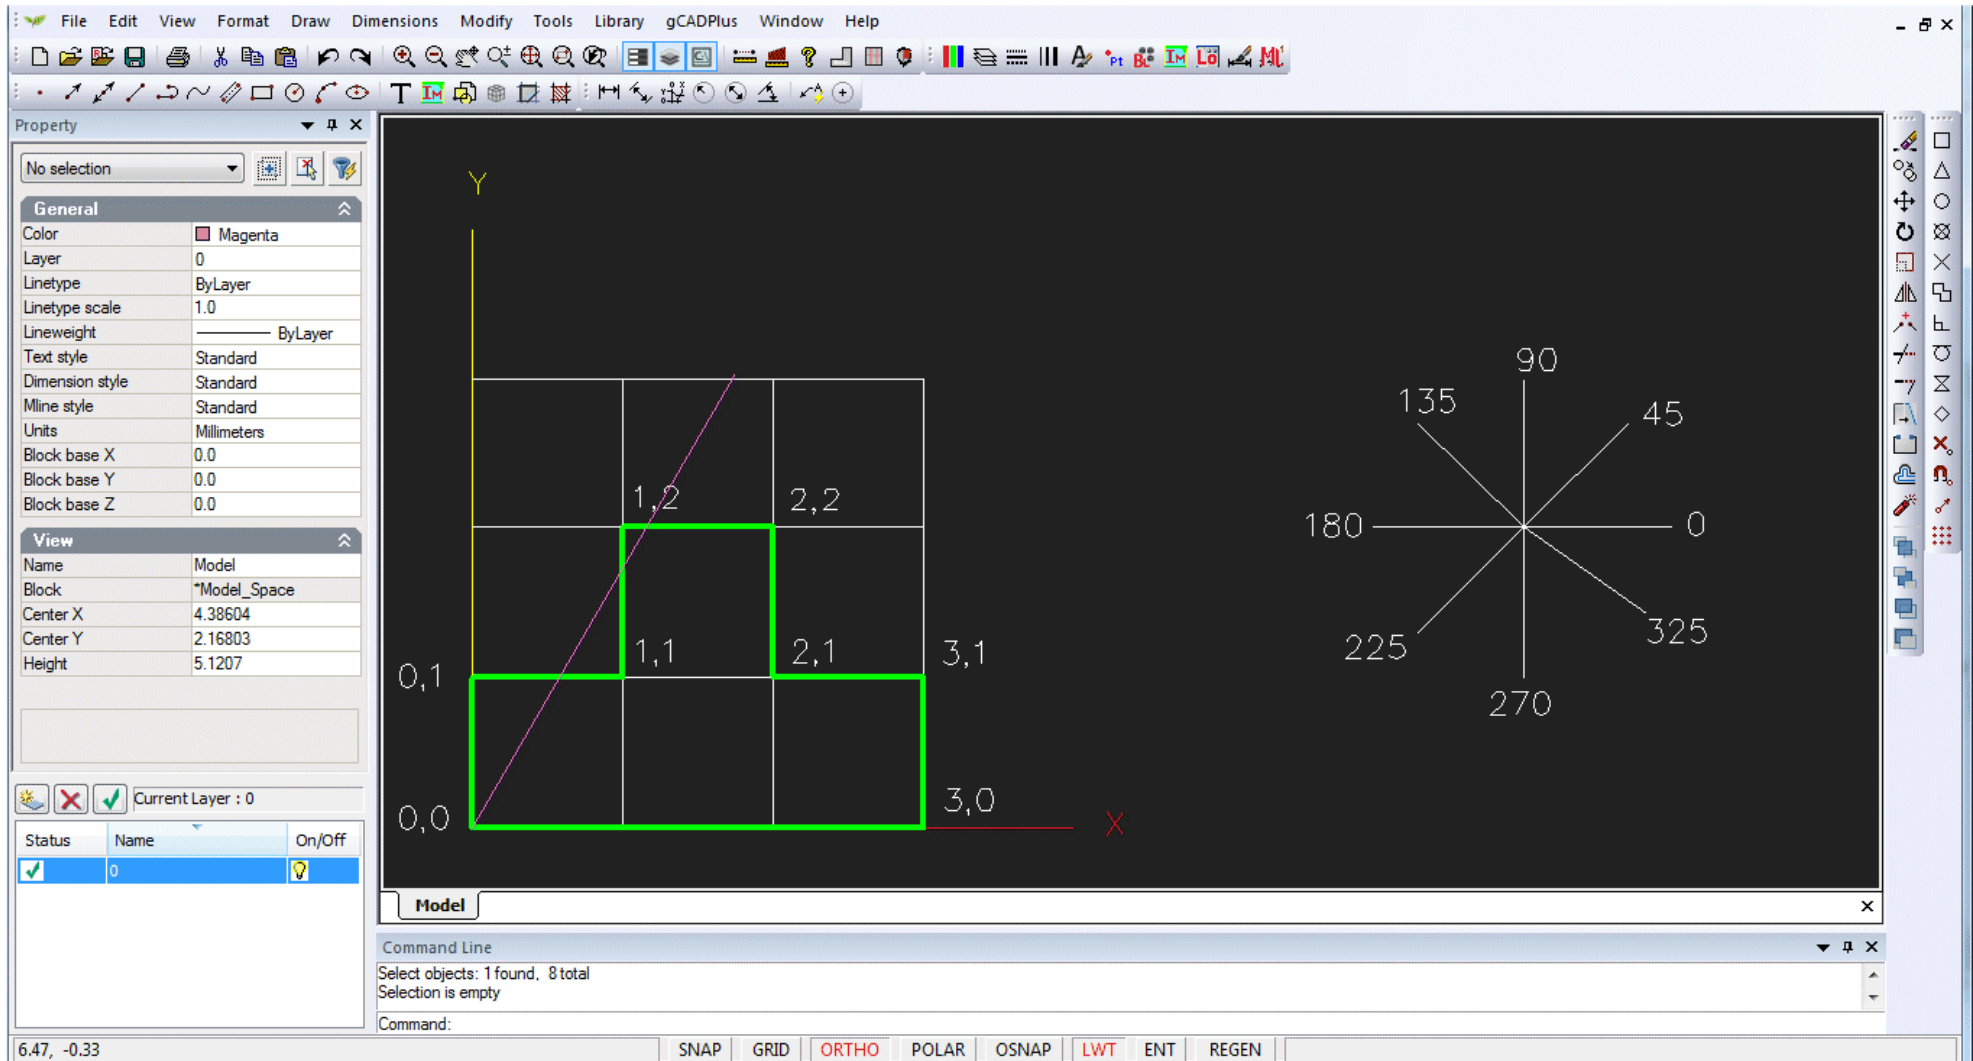 File Edit View Format Draw Dimensions Modify Tools Library gCADPlus Window Help
Property
No selection
General
Color Magenta
Layer 0
Linetype ByLayer
Linetype scale 1.0
Lineweight ByLayer
Text style Standard
Dimension style Standard
Mline style Standard
Units Millimeters
Block base X 0.0
Block base Y 0.0
Block base Z 0.0
View
Name Model
Block *Model_Space
Center X 4.38604
Center Y 2.16803
Height 5.1207
Current Layer : 0
Status Name On/Off
0
Y
1,2 2,2
1,1 2,1 3,1
0,1
0,0 3,0 X
90
135 45
180 0
225 325
270
Model
Command Line
Select objects: 1 found, 8 total
Selection is empty
Command:
6.47, -0.33 SNAP GRID ORTHO POLAR OSNAP LWT ENT REGEN